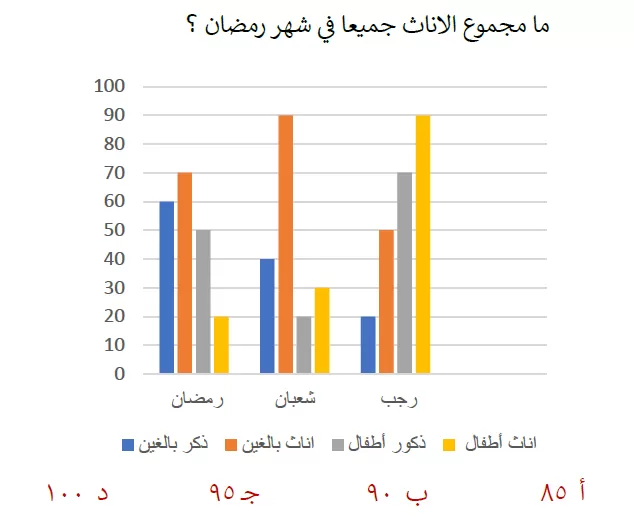 ما مجموع الاناث جميعا في شهر رمضان ؟
100
90
80
70
60
50
40
30
20
10
0
رمضان شعبان رجب
ذكر بالغين اناث بالغين ذكور أطفال اناث أطفال
أ ٨٥ ب ٩٠ جـ ٩٥ د ١٠٠